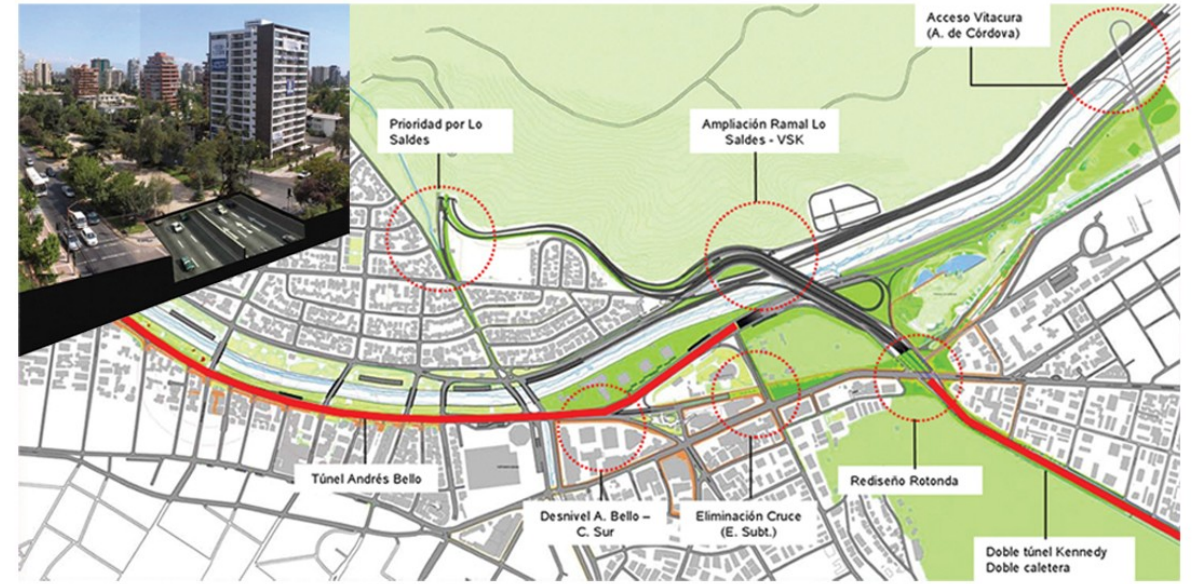 Acceso Vitacura
(A. de Córdova)
Prioridad por Lo
Saldes
Ampliación Ramal Lo
Saldes - VSK
Túnel Andrés Bello
Desnivel A. Bello –
C. Sur
Eliminación Cruce
(E. Subt.)
Rediseño Rotonda
Doble túnel Kennedy
Doble caletera